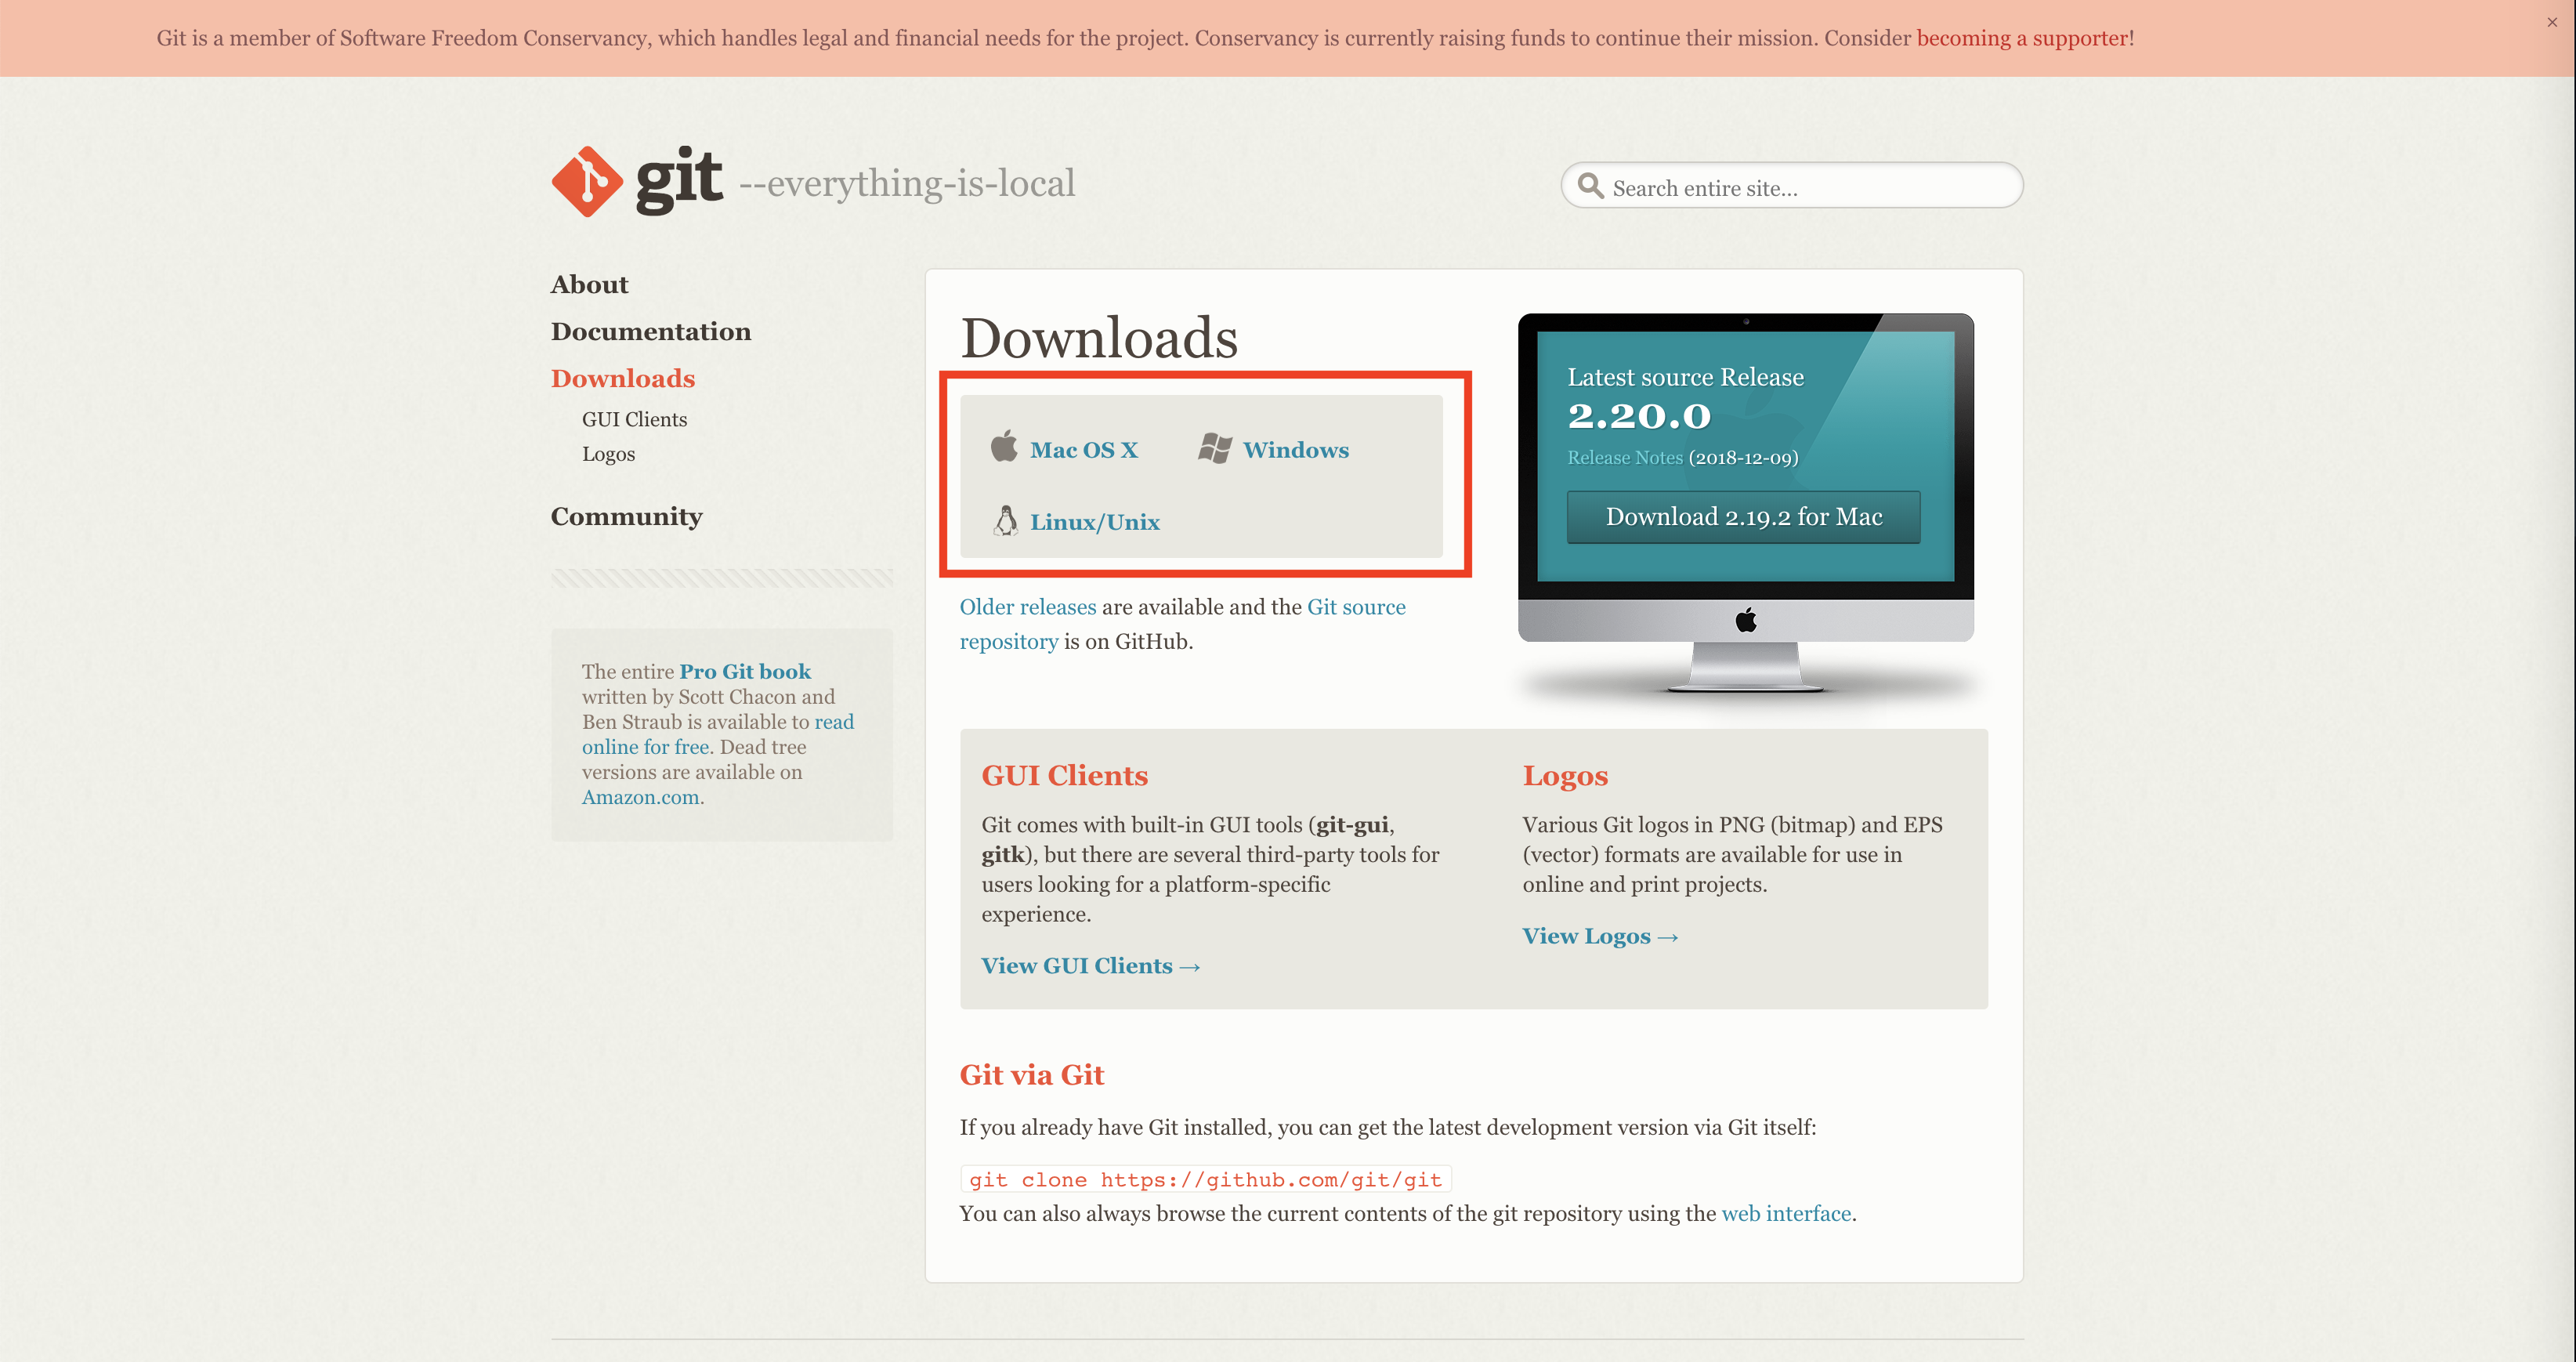 Git is a member of Software Freedom Conservancy, which handles legal and financial needs for the project. Conservancy is currently raising funds to continue their mission. Consider becoming a supporter!
×
git --everything-is-local
Search entire site...
About
Documentation
Downloads
GUI Clients
Logos
Community
The entire Pro Git book
written by Scott Chacon and
Ben Straub is available to read
online for free. Dead tree
versions are available on
Amazon.com.
Downloads
Mac OS X
Windows
Linux/Unix
Older releases are available and the Git source
repository is on GitHub.
Latest source Release
2.20.0
Release Notes (2018-12-09)
Download 2.19.2 for Mac
GUI Clients
Git comes with built-in GUI tools (git-gui,
gitk), but there are several third-party tools for
users looking for a platform-specific
experience.
View GUI Clients →
Logos
Various Git logos in PNG (bitmap) and EPS
(vector) formats are available for use in
online and print projects.
View Logos →
Git via Git
If you already have Git installed, you can get the latest development version via Git itself:
git clone https://github.com/git/git
You can also always browse the current contents of the git repository using the web interface.